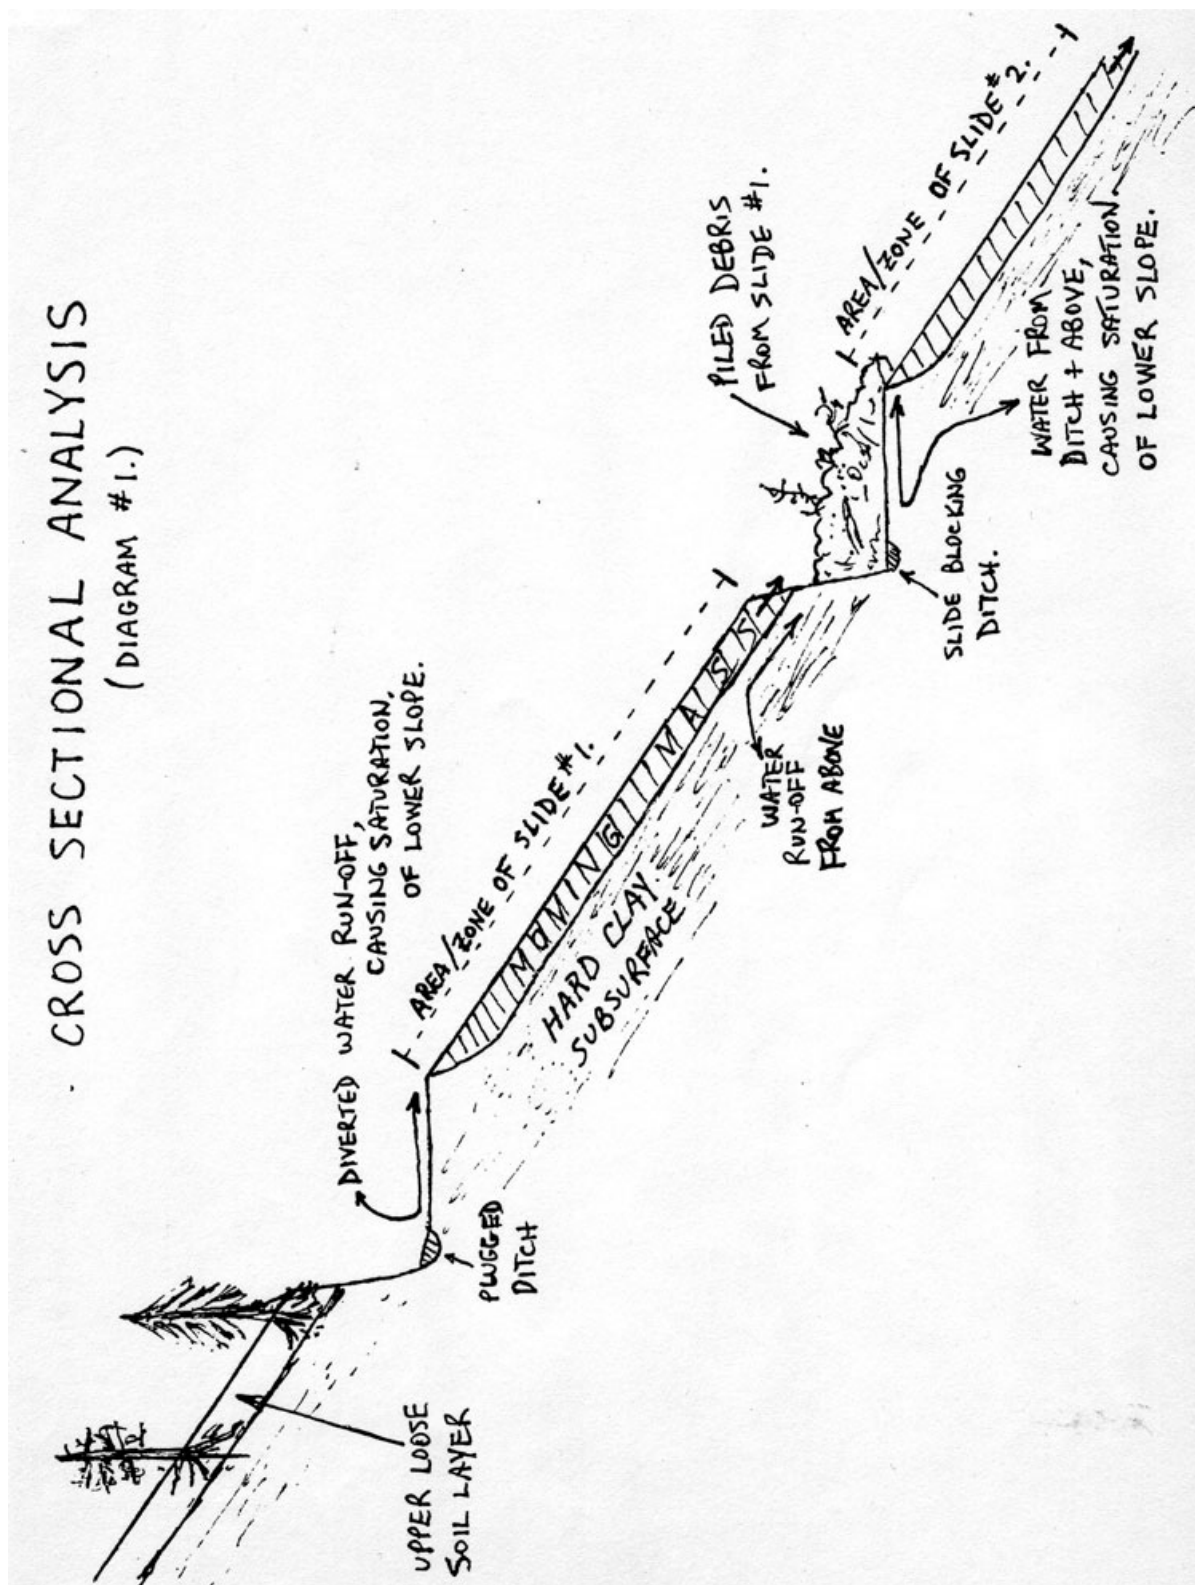 CROSS SECTIONAL ANALYSIS
(DIAGRAM #1.)
UPPER LOOSE
SOIL LAYER
PLUGGED
DITCH
DIVERTED WATER RUN-OFF,
CAUSING SATURATION,
OF LOWER SLOPE.
AREA/ZONE OF SLIDE #1.
MOVING MASS
HARD CLAY
SUBSURFACE
WATER
RUN-OFF
FROM ABOVE
PILED DEBRIS
FROM SLIDE #1.
SLIDE BLOCKING
DITCH.
AREA/ZONE OF SLIDE #2.
WATER FROM
DITCH + ABOVE,
CAUSING SATURATION.
OF LOWER SLOPE.